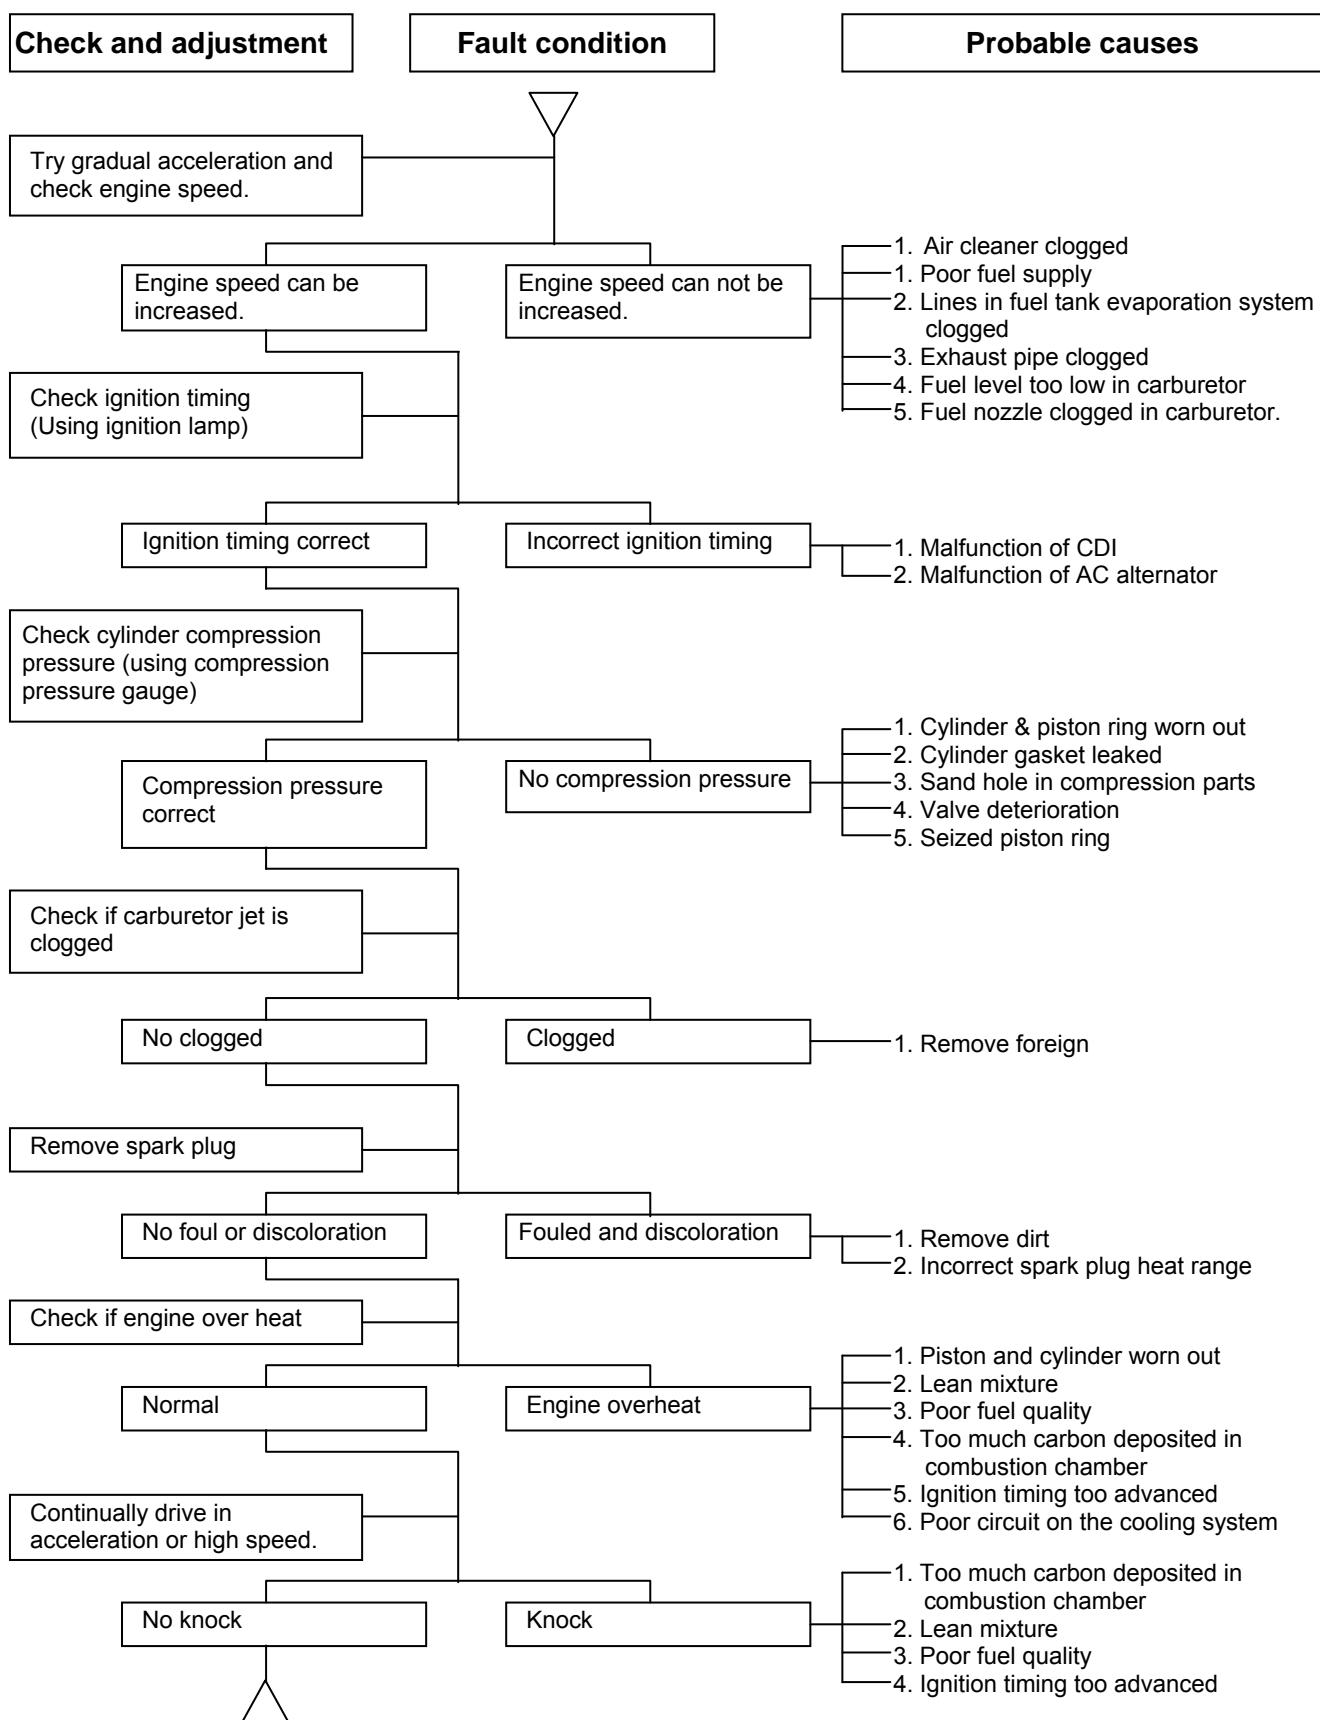 Check and adjustment
Fault condition
Probable causes
Try gradual acceleration and
check engine speed.
Engine speed can be
increased.
Engine speed can not be
increased.
1. Air cleaner clogged
1. Poor fuel supply
2. Lines in fuel tank evaporation system
clogged
3. Exhaust pipe clogged
4. Fuel level too low in carburetor
5. Fuel nozzle clogged in carburetor.
Check ignition timing
(Using ignition lamp)
Ignition timing correct
Incorrect ignition timing
1. Malfunction of CDI
2. Malfunction of AC alternator
Check cylinder compression
pressure (using compression
pressure gauge)
Compression pressure
correct
No compression pressure
1. Cylinder & piston ring worn out
2. Cylinder gasket leaked
3. Sand hole in compression parts
4. Valve deterioration
5. Seized piston ring
Check if carburetor jet is
clogged
No clogged
Clogged
1. Remove foreign
Remove spark plug
No foul or discoloration
Fouled and discoloration
1. Remove dirt
2. Incorrect spark plug heat range
Check if engine over heat
Normal
Engine overheat
1. Piston and cylinder worn out
2. Lean mixture
3. Poor fuel quality
4. Too much carbon deposited in
combustion chamber
5. Ignition timing too advanced
6. Poor circuit on the cooling system
Continually drive in
acceleration or high speed.
No knock
Knock
1. Too much carbon deposited in
combustion chamber
2. Lean mixture
3. Poor fuel quality
4. Ignition timing too advanced